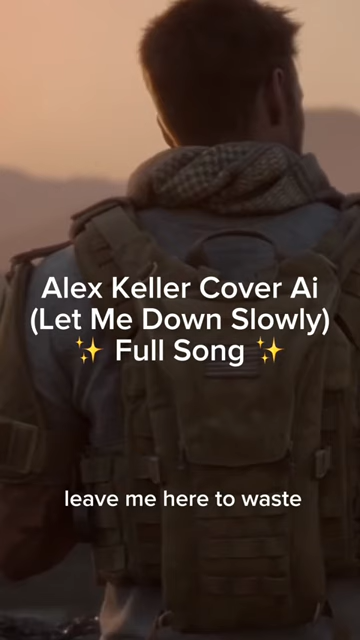 Alex Keller Cover Ai
(Let Me Down Slowly)
✨ Full Song ✨
leave me here to waste